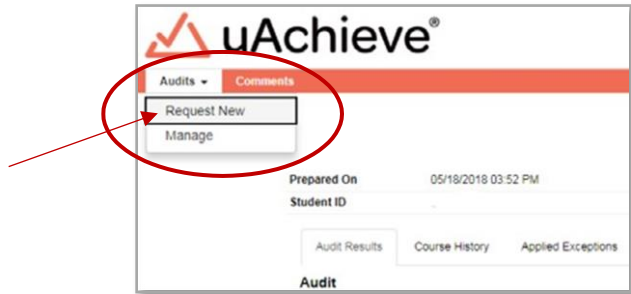 uAchieve®
Audits Comments
Request New
Manage
Prepared On 05/18/2018 03:52 PM
Student ID
Audit Results Course History Applied Exceptions
Audit